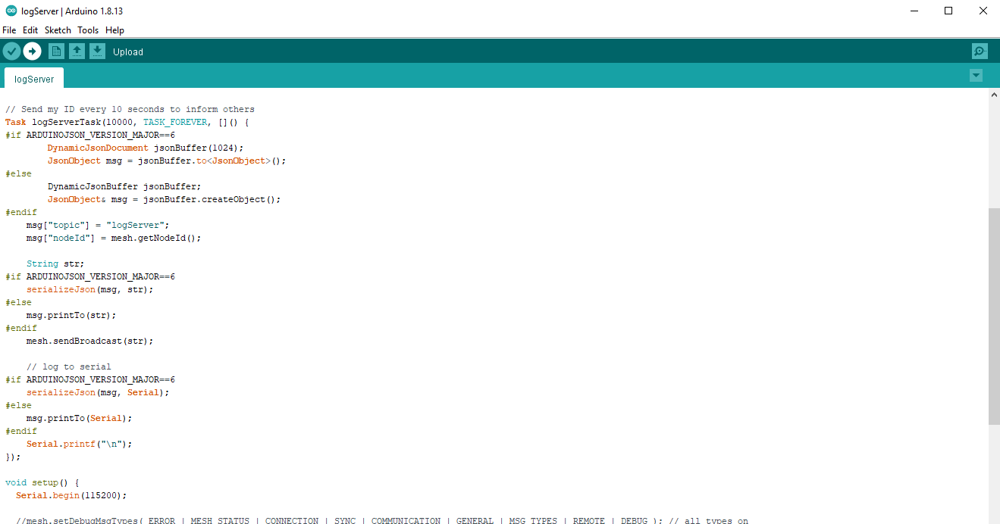 logServer | Arduino 1.8.13
File Edit Sketch Tools Help
Upload
logServer
// Send my ID every 10 seconds to inform others
Task logServerTask(10000, TASK_FOREVER, []() {
#if ARDUINOJSON_VERSION_MAJOR==6
        DynamicJsonDocument jsonBuffer(1024);
        JsonObject msg = jsonBuffer.to<JsonObject>();
#else
        DynamicJsonBuffer jsonBuffer;
        JsonObject& msg = jsonBuffer.createObject();
#endif
    msg["topic"] = "logServer";
    msg["nodeId"] = mesh.getNodeId();
    String str;
#if ARDUINOJSON_VERSION_MAJOR==6
    serializeJson(msg, str);
#else
    msg.printTo(str);
#endif
    mesh.sendBroadcast(str);
    // log to serial
#if ARDUINOJSON_VERSION_MAJOR==6
    serializeJson(msg, Serial);
#else
    msg.printTo(Serial);
#endif
    Serial.printf("\n");
});
void setup() {
  Serial.begin(115200);
  //mesh.setDebugMsgTypes( ERROR | MESH_STATUS | CONNECTION | SYNC | COMMUNICATION | GENERAL | MSG_TYPES | REMOTE | DEBUG ); // all types on